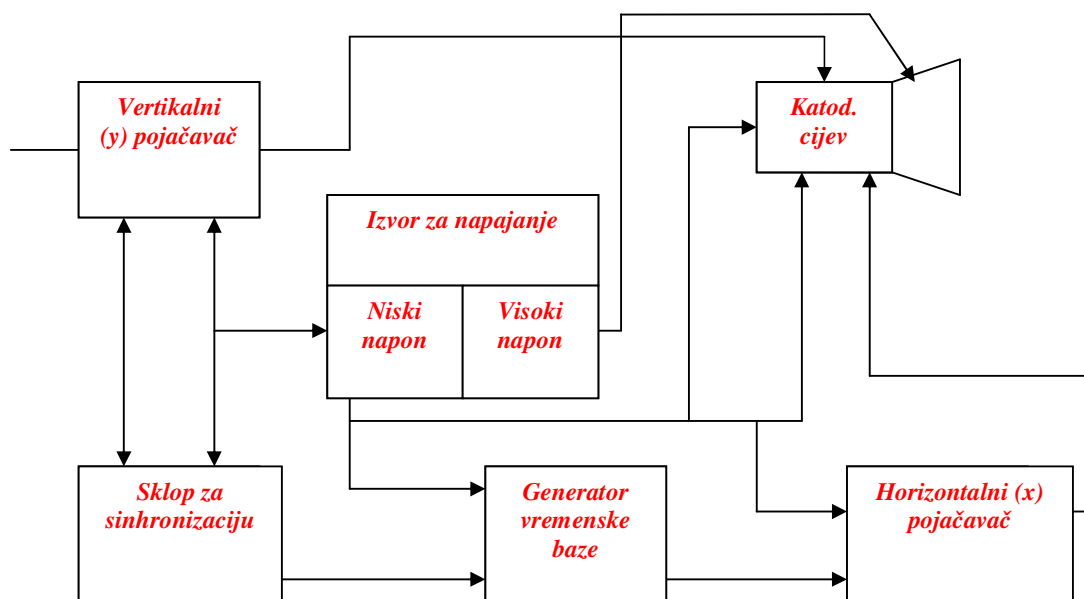 Vertikalni
(y) pojačavač
Katod.
cijev
Izvor za napajanje
Niski
napon
Visoki
napon
Sklop za
sinhronizaciju
Generator
vremenske
baze
Horizontalni (x)
pojačavač